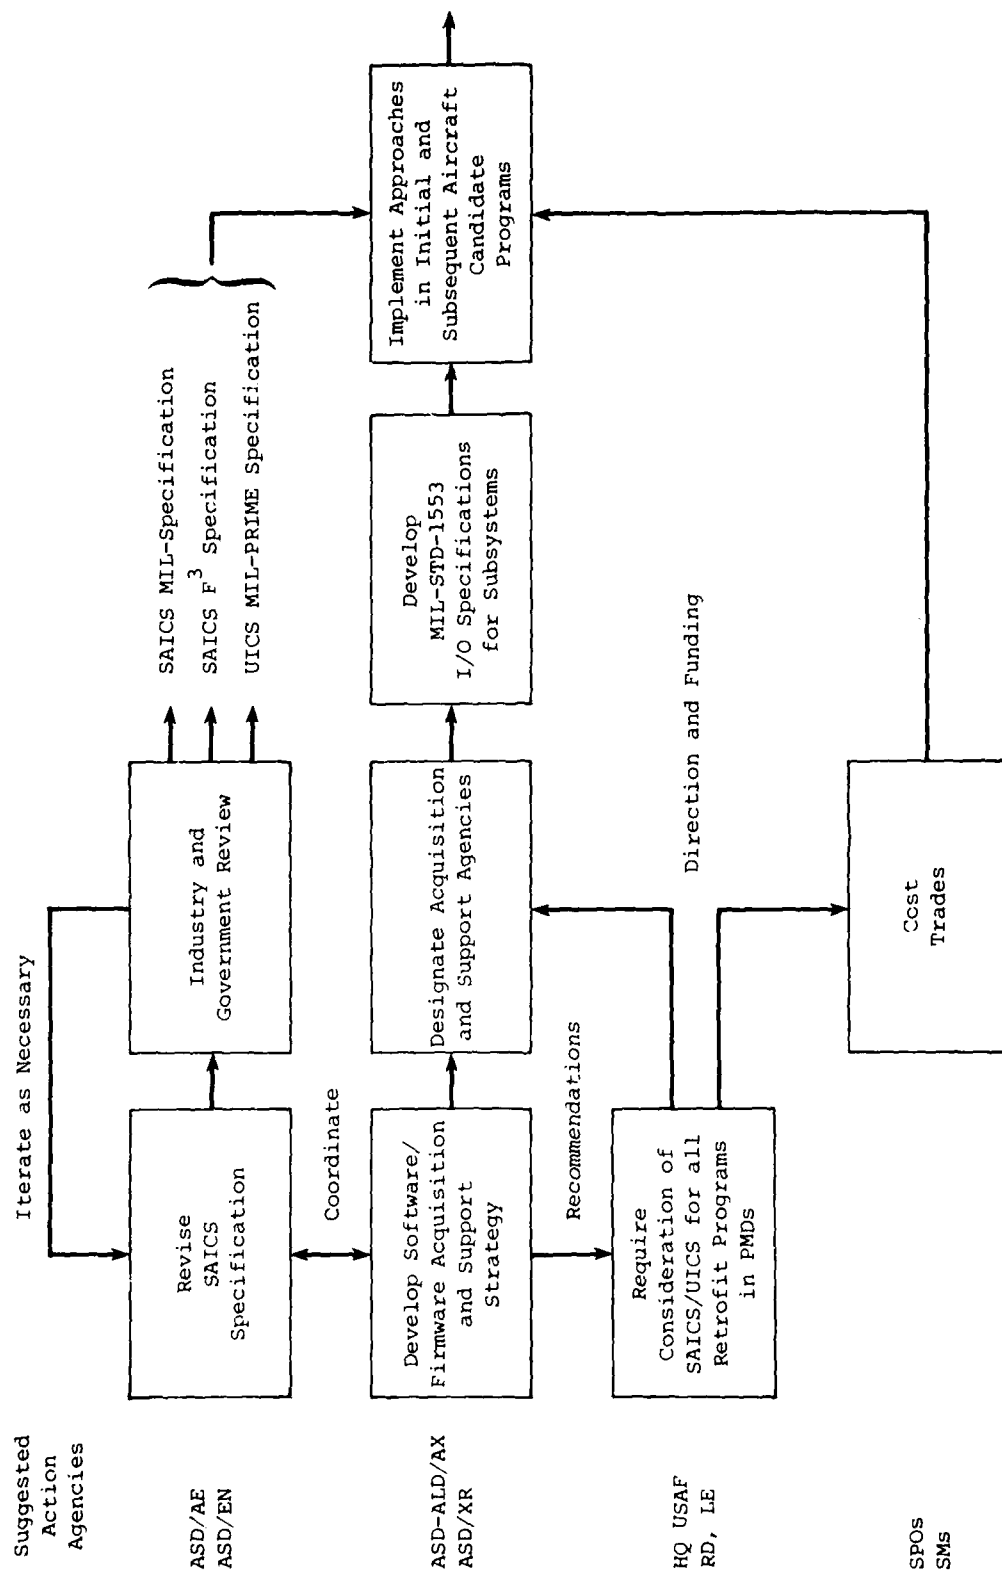 Suggested
Action
Agencies
Iterate as Necessary
ASD/AE
ASD/EN
Revise
SAICS
Specification
Industry and
Government Review
SAICS MIL-Specification
SAICS F³ Specification
UICS MIL-PRIME Specification
Coordinate
ASD-ALD/AX
ASD/XR
Develop Software/
Firmware Acquisition
and Support
Strategy
Designate Acquisition
and Support Agencies
Develop
MIL-STD-1553
I/O Specifications
for Subsystems
Implement Approaches
in Initial and
Subsequent Aircraft
Candidate
Programs
Recommendations
HQ USAF
RD, LE
Require
Consideration of
SAICS/UICS for all
Retrofit Programs
in PMDs
Direction and Funding
SPOs
SMs
Cost
Trades